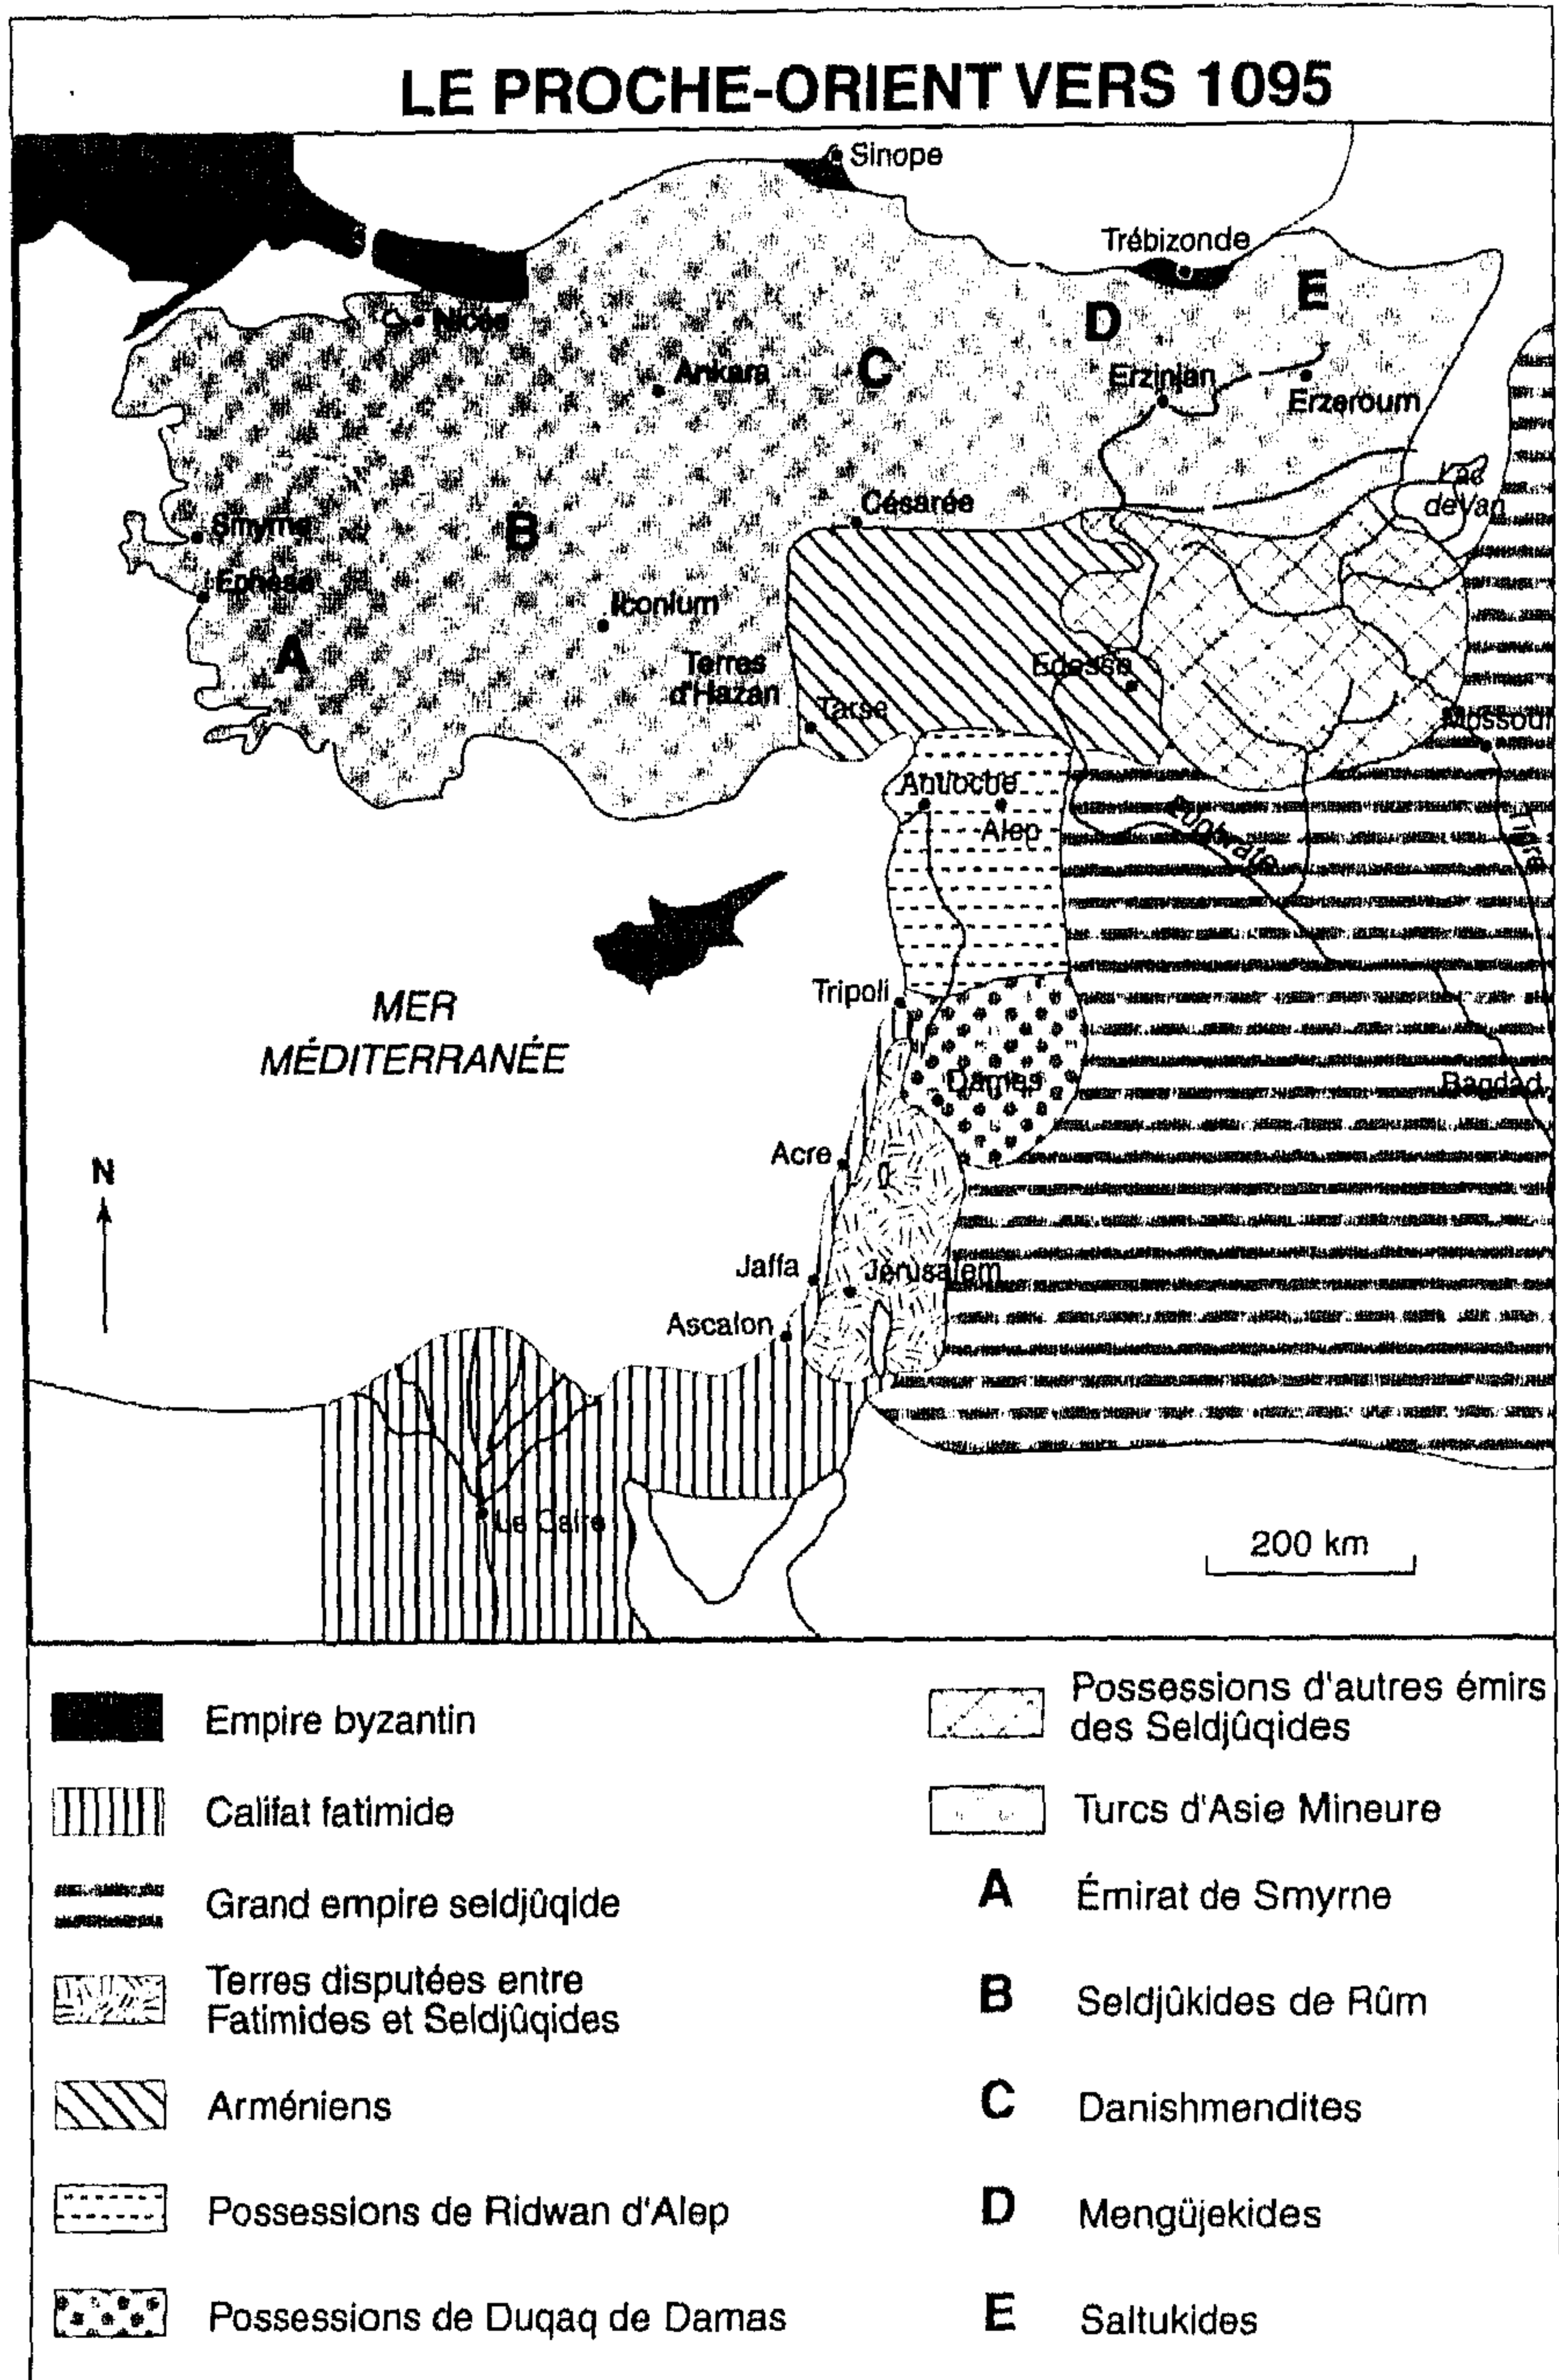 LE PROCHE-ORIENT VERS 1095
Sinope
Trébizonde
E
D
Nicée
Ankara
C
Erzinjan
Erzeroum
Lac
de Van
Césarée
Smyrne
B
Ephèse
Iconium
A
Terres
d'Hazan
Edesse
Tarse
Mossoul
Antioche
Alep
Euphrate
Tigre
Tripoli
MER
MÉDITERRANÉE
Damas
Bagdad
Acre
N
Jaffa
Jérusalem
Ascalon
Le Caire
200 km
Empire byzantin
Califat fatimide
Grand empire seldjûqide
Terres disputées entre
Fatimides et Seldjûqides
Arméniens
Possessions de Ridwan d'Alep
Possessions de Duqaq de Damas
Possessions d'autres émirs
des Seldjûqides
Turcs d'Asie Mineure
A Émirat de Smyrne
B Seldjûkides de Rûm
C Danishmendites
D Mengüjekides
E Saltukides